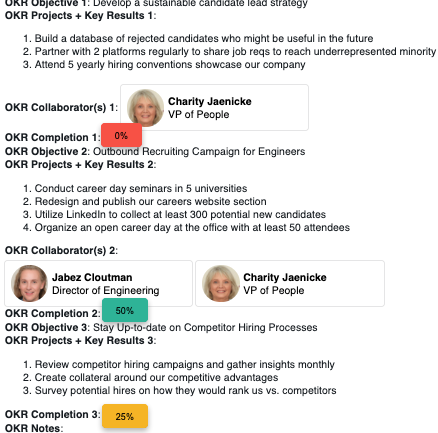 OKR Objective 1: Develop a sustainable candidate lead strategy
OKR Projects + Key Results 1:
1. Build a database of rejected candidates who might be useful in the future
2. Partner with 2 platforms regularly to share job reqs to reach underrepresented minority
3. Attend 5 yearly hiring conventions showcase our company
OKR Collaborator(s) 1:
Charity Jaenicke
VP of People
OKR Completion 1: 0%
OKR Objective 2: Outbound Recruiting Campaign for Engineers
OKR Projects + Key Results 2:
1. Conduct career day seminars in 5 universities
2. Redesign and publish our careers website section
3. Utilize LinkedIn to collect at least 300 potential new candidates
4. Organize an open career day at the office with at least 50 attendees
OKR Collaborator(s) 2:
Jabez Cloutman
Director of Engineering
Charity Jaenicke
VP of People
OKR Completion 2: 50%
OKR Objective 3: Stay Up-to-date on Competitor Hiring Processes
OKR Projects + Key Results 3:
1. Review competitor hiring campaigns and gather insights monthly
2. Create collateral around our competitive advantages
3. Survey potential hires on how they would rank us vs. competitors
OKR Completion 3: 25%
OKR Notes: